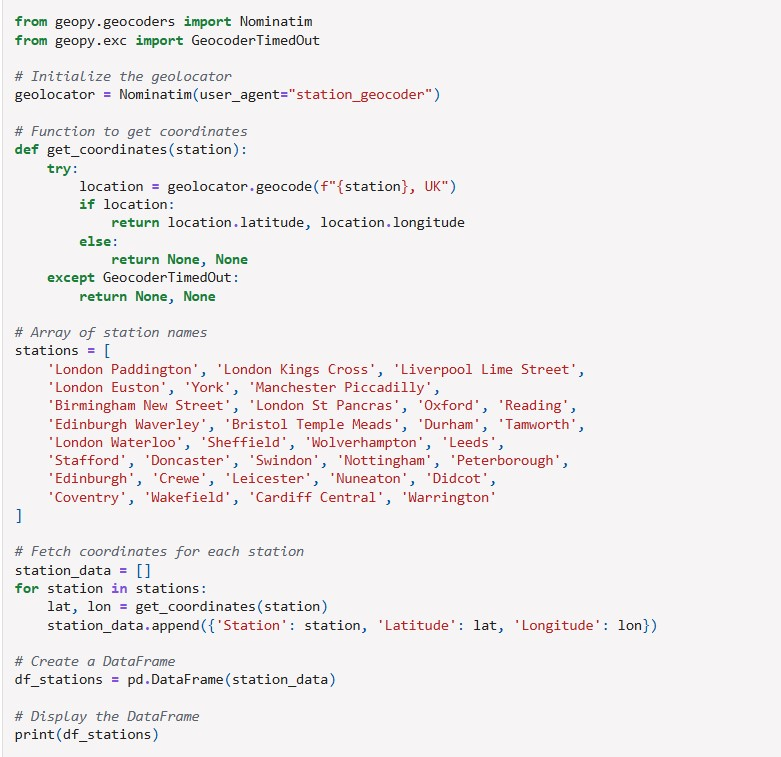 from geopy.geocoders import Nominatim
from geopy.exc import GeocoderTimedOut

# Initialize the geolocator
geolocator = Nominatim(user_agent="station_geocoder")

# Function to get coordinates
def get_coordinates(station):
    try:
        location = geolocator.geocode(f"{station}, UK")
        if location:
            return location.latitude, location.longitude
        else:
            return None, None
    except GeocoderTimedOut:
        return None, None

# Array of station names
stations = [
    'London Paddington', 'London Kings Cross', 'Liverpool Lime Street',
    'London Euston', 'York', 'Manchester Piccadilly',
    'Birmingham New Street', 'London St Pancras', 'Oxford', 'Reading',
    'Edinburgh Waverley', 'Bristol Temple Meads', 'Durham', 'Tamworth',
    'London Waterloo', 'Sheffield', 'Wolverhampton', 'Leeds',
    'Stafford', 'Doncaster', 'Swindon', 'Nottingham', 'Peterborough',
    'Edinburgh', 'Crewe', 'Leicester', 'Nuneaton', 'Didcot',
    'Coventry', 'Wakefield', 'Cardiff Central', 'Warrington'
]

# Fetch coordinates for each station
station_data = []
for station in stations:
    lat, lon = get_coordinates(station)
    station_data.append({'Station': station, 'Latitude': lat, 'Longitude': lon})

# Create a DataFrame
df_stations = pd.DataFrame(station_data)

# Display the DataFrame
print(df_stations)